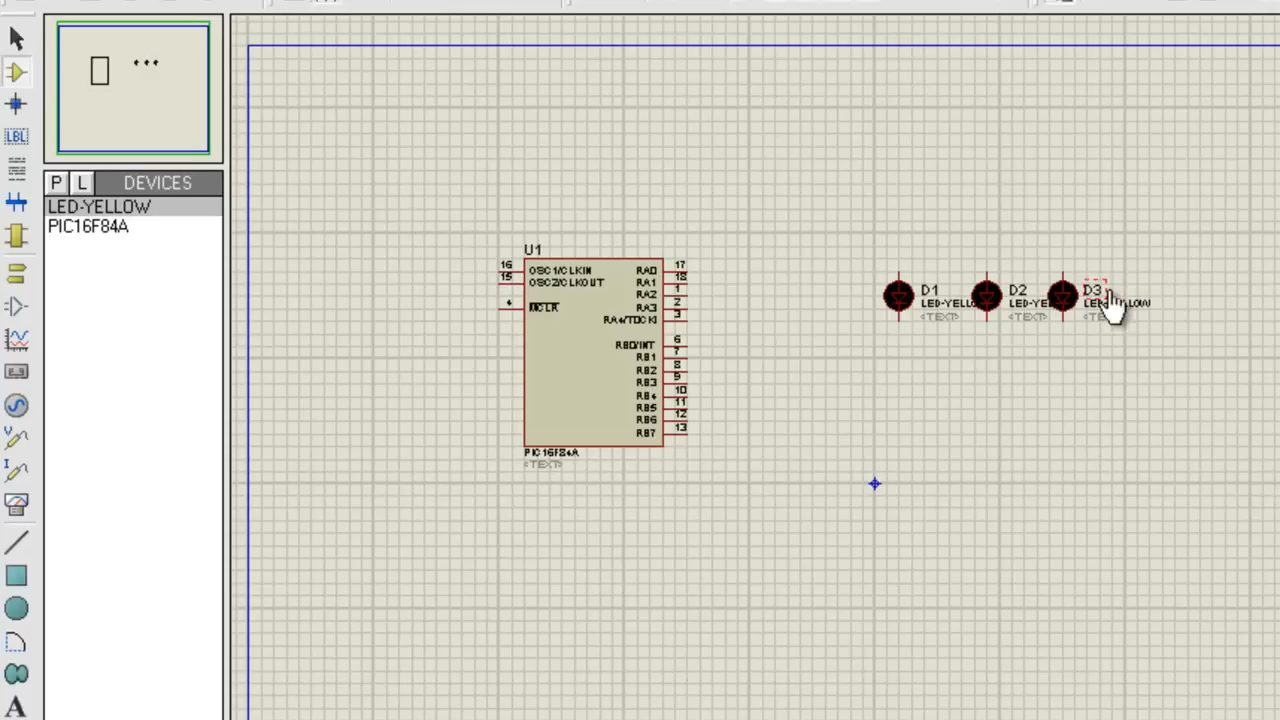 LBL
P L DEVICES
LED-YELLOW
PIC16F84A
V
I
A
U1
16 OSC1/CLKIN RA0 17
15 OSC2/CLKOUT RA1 18
RA2 1
4 MCLR RA3 2
RA4/T0CKI 3
RB0/INT 6
RB1 7
RB2 8
RB3 9
RB4 10
RB5 11
RB6 12
RB7 13
PIC16F84A
<TEXT>
D1 D2 D3
<TEXT> <TEXT>